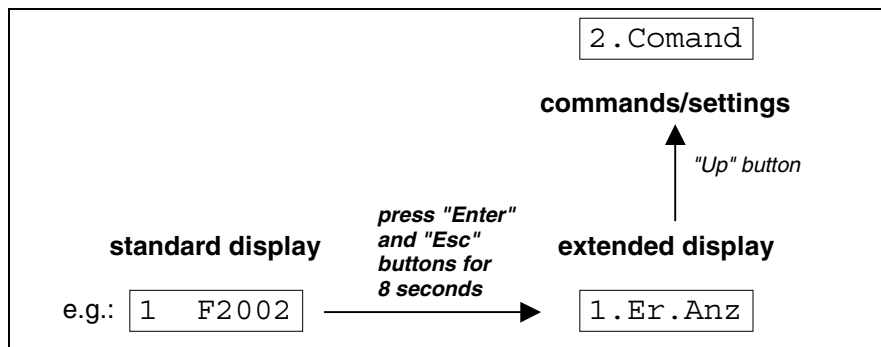 2.Comand
commands/settings
"Up" button
press "Enter"
and "Esc"
buttons for
8 seconds
standard display
extended display
e.g.: 1 F2002
1.Er.Anz